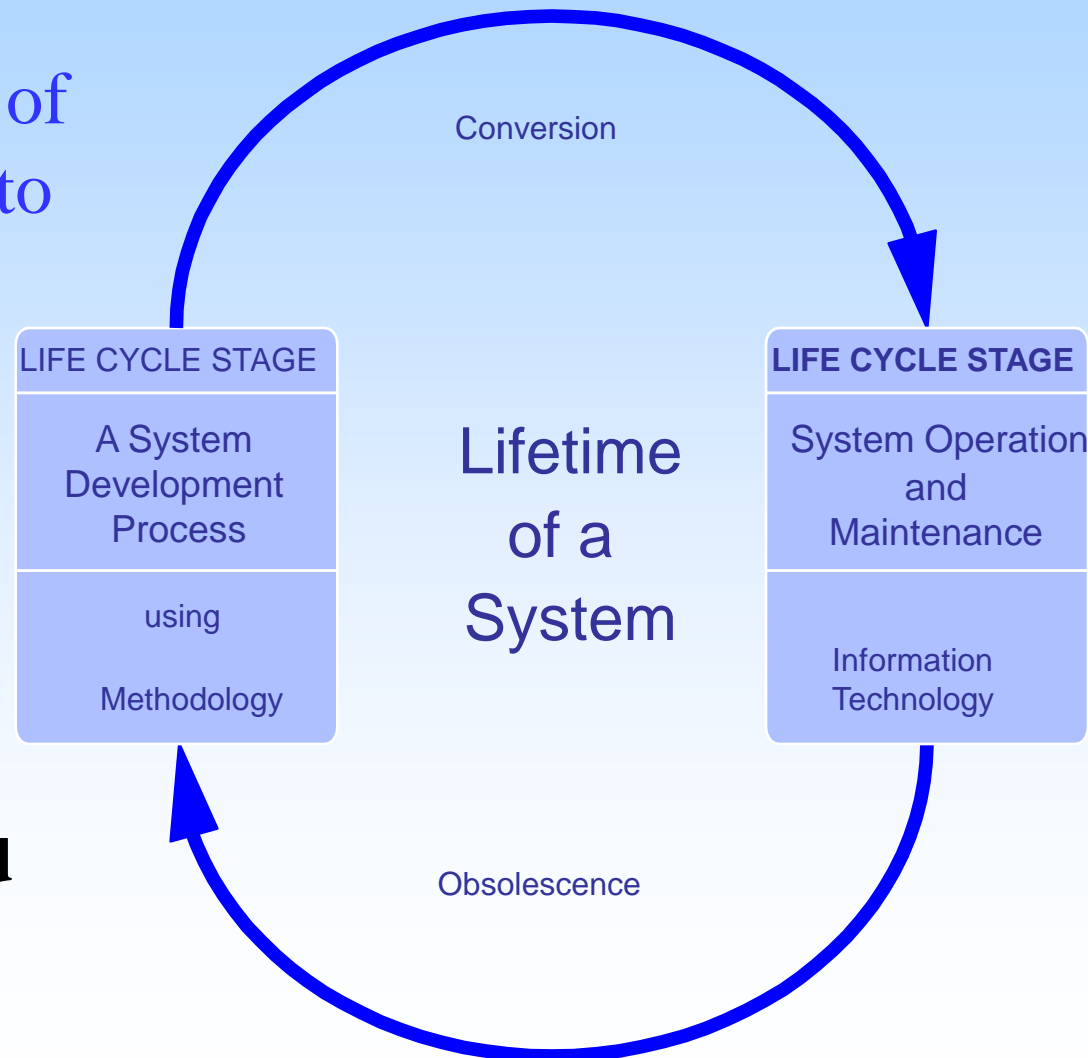 of
to
Conversion
LIFE CYCLE STAGE
A System
Development
Process
using
Methodology
Lifetime
of a
System
LIFE CYCLE STAGE
System Operation
and
Maintenance
Information
Technology
Obsolescence